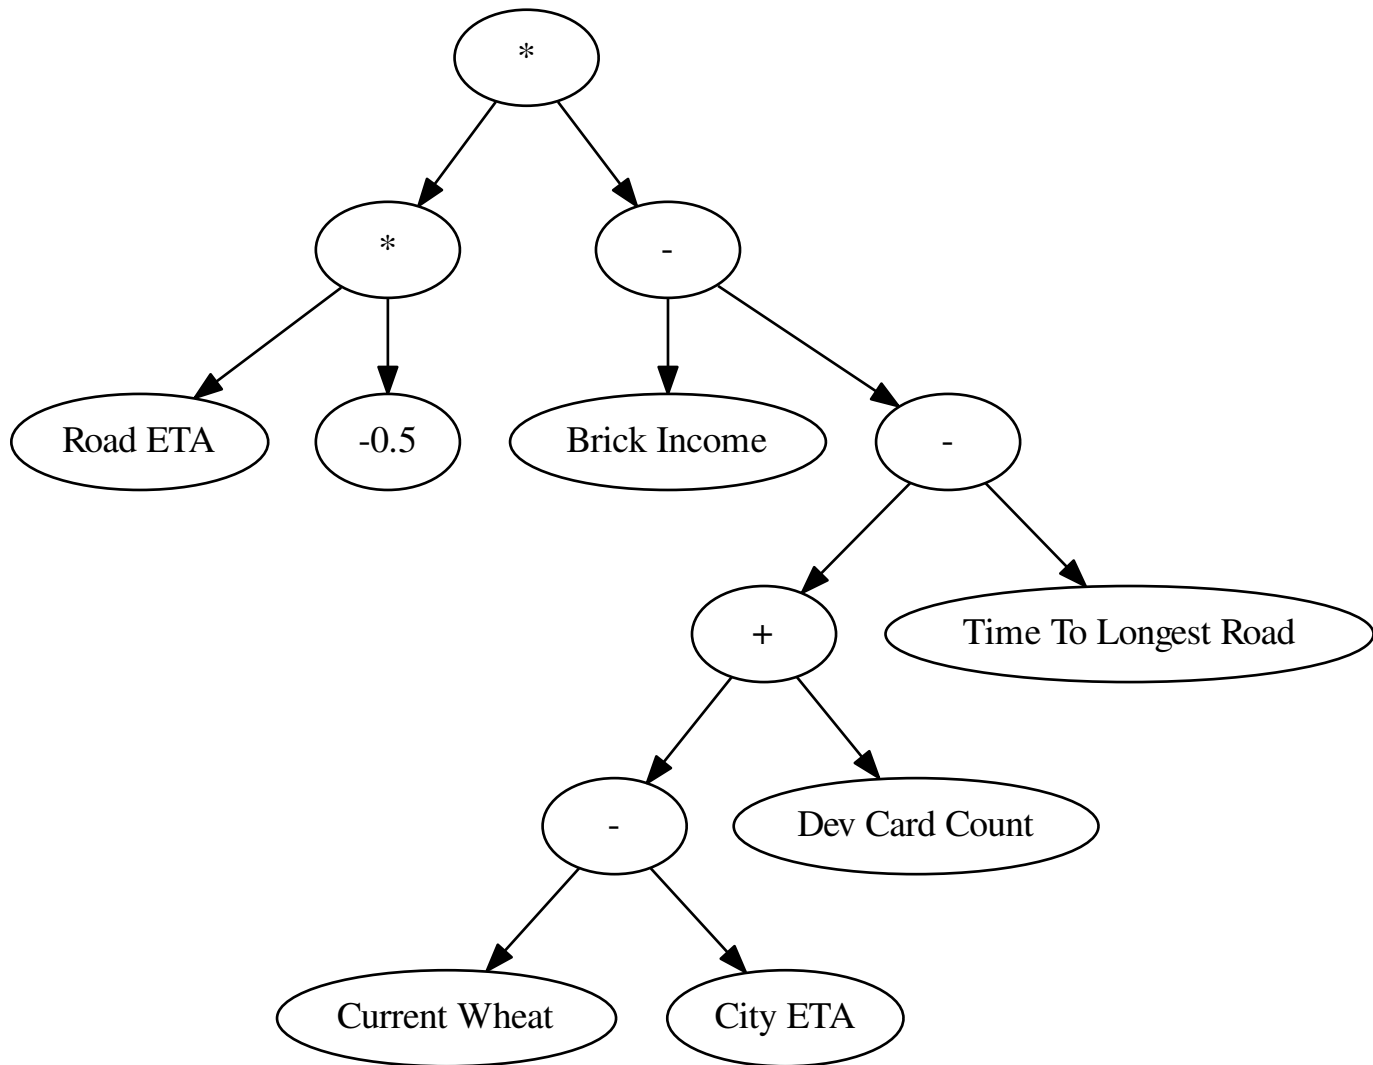 *
*
-
Road ETA
-0.5
Brick Income
-
+
Time To Longest Road
-
Dev Card Count
Current Wheat
City ETA